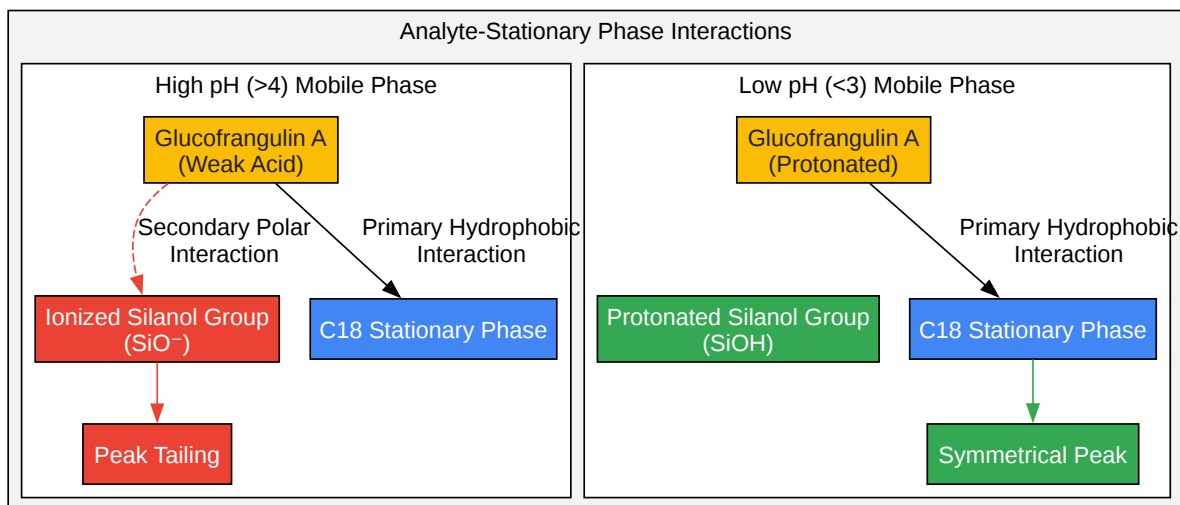 Analyte-Stationary Phase Interactions
High pH (>4) Mobile Phase
Glucofrangulin A
(Weak Acid)
Secondary Polar
Interaction
Primary Hydrophobic
Interaction
Ionized Silanol Group
(SiO⁻)
C18 Stationary Phase
Peak Tailing
Low pH (<3) Mobile Phase
Glucofrangulin A
(Protonated)
Primary Hydrophobic
Interaction
Protonated Silanol Group
(SiOH)
C18 Stationary Phase
Symmetrical Peak